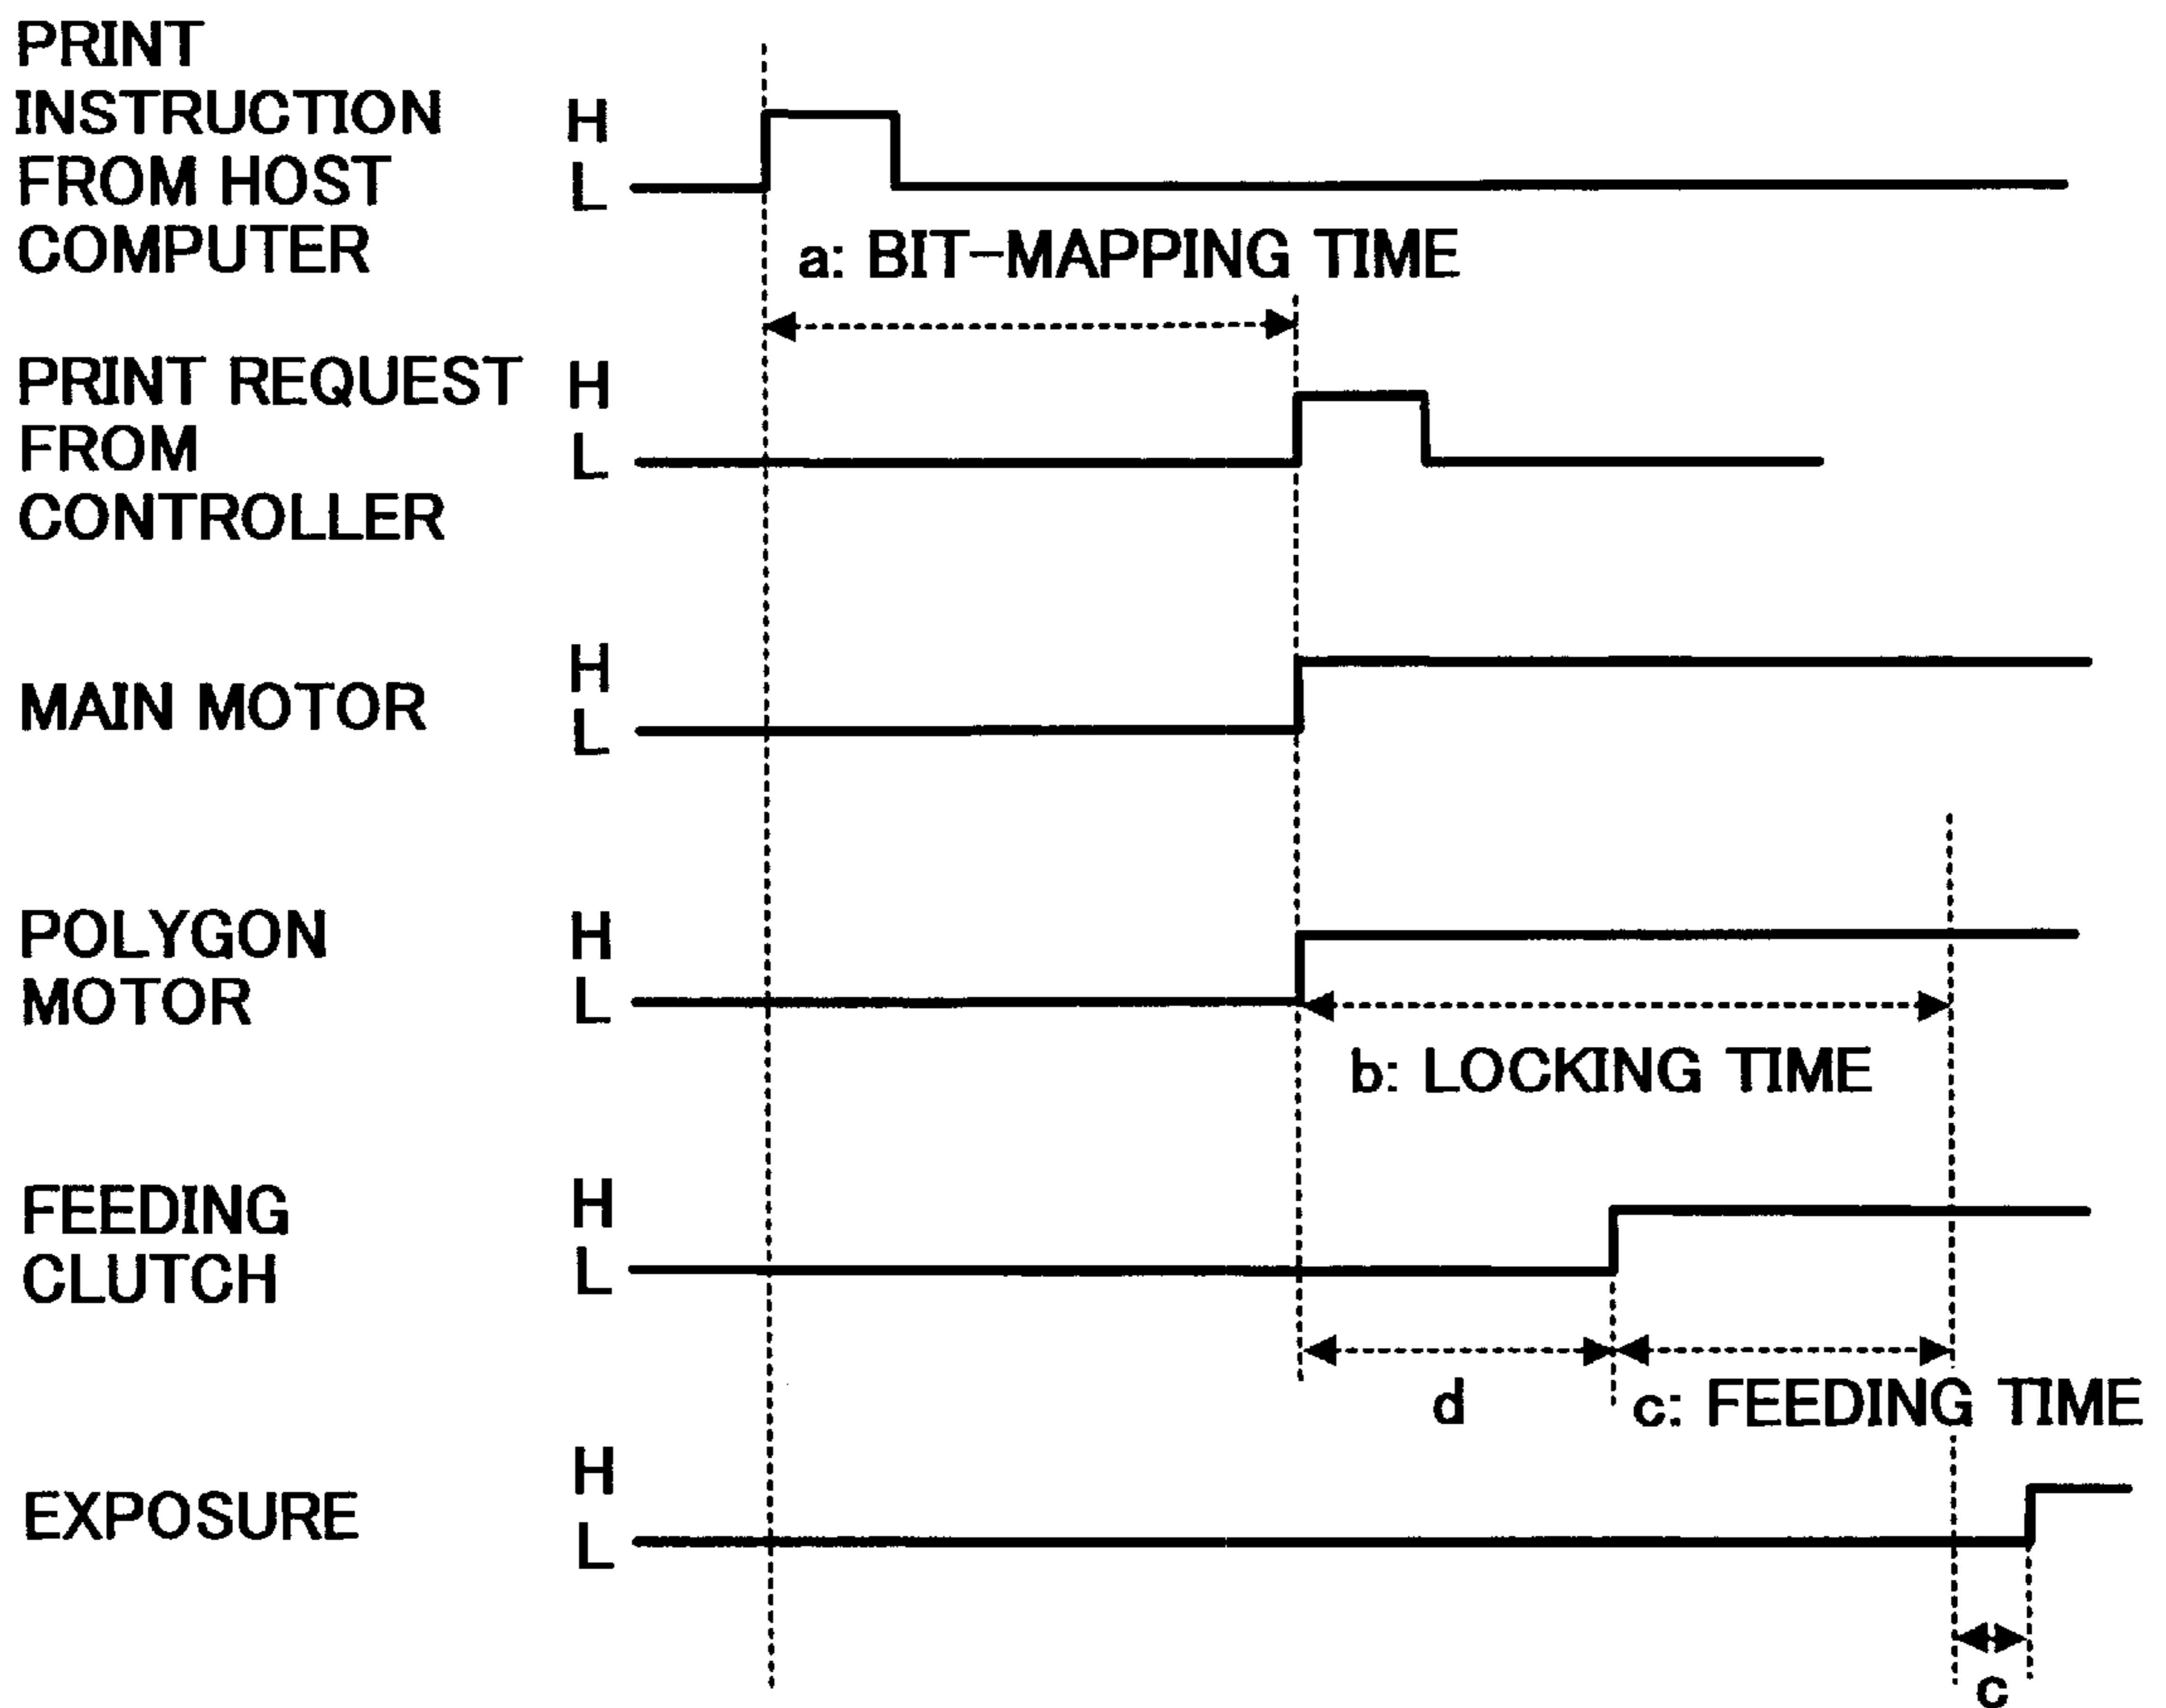 PRINT
INSTRUCTION
FROM HOST
COMPUTER
H
L
a: BIT-MAPPING TIME
PRINT REQUEST
FROM
CONTROLLER
H
L
MAIN MOTOR
H
L
POLYGON
MOTOR
H
L
b: LOCKING TIME
FEEDING
CLUTCH
H
L
d
c: FEEDING TIME
EXPOSURE
H
L
c